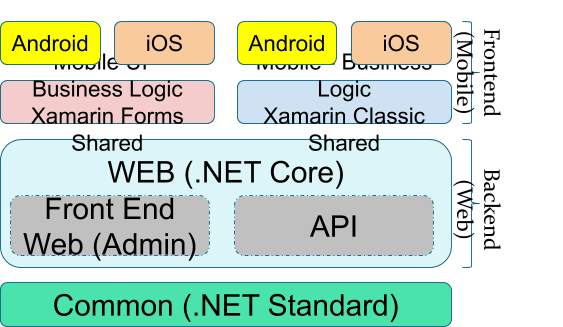 Android
iOS
Android
iOS
Mobile UI
Business Logic
Xamarin Forms
Shared
Mobile - Business
Logic
Xamarin Classic
Shared
WEB (.NET Core)
Front End
Web (Admin)
API
Common (.NET Standard)
Frontend
(Mobile)
Backend
(Web)